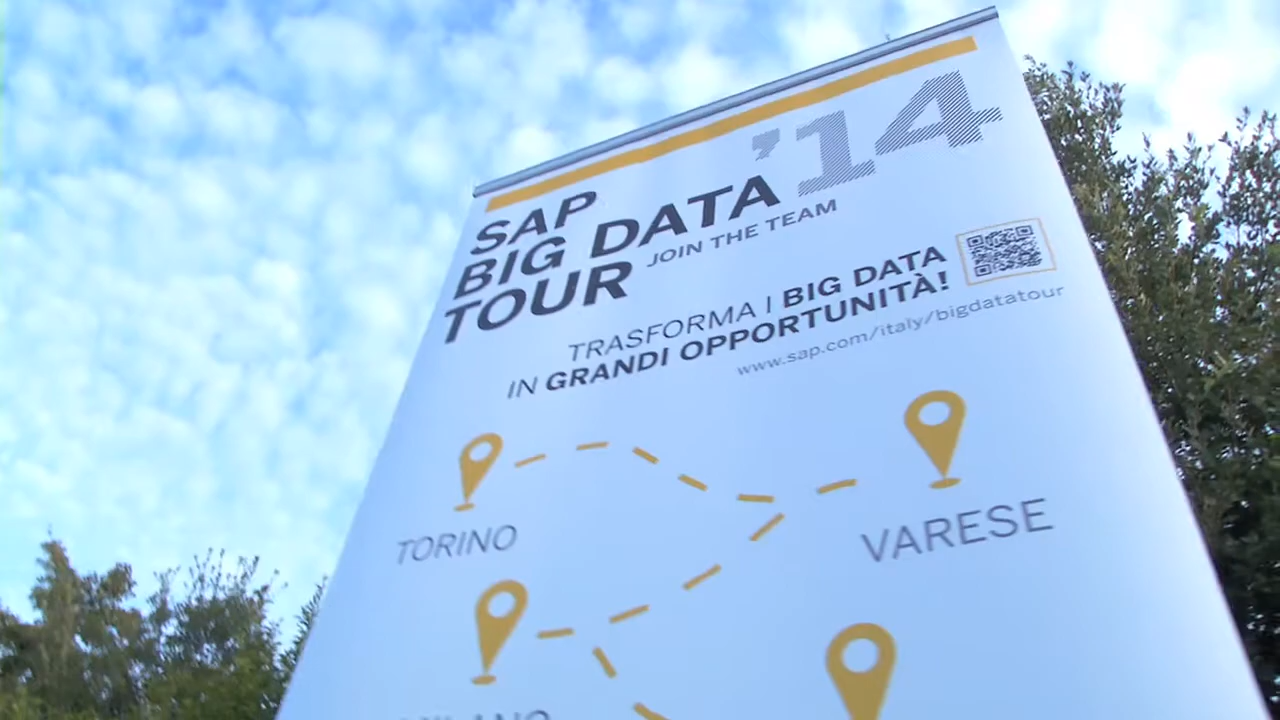 '14
SAP
BIG DATA
TOUR
JOIN THE TEAM
TRASFORMA I BIG DATA
IN GRANDI OPPORTUNITÀ!
www.sap.com/italy/bigdatatour
TORINO
VARESE
MILANO